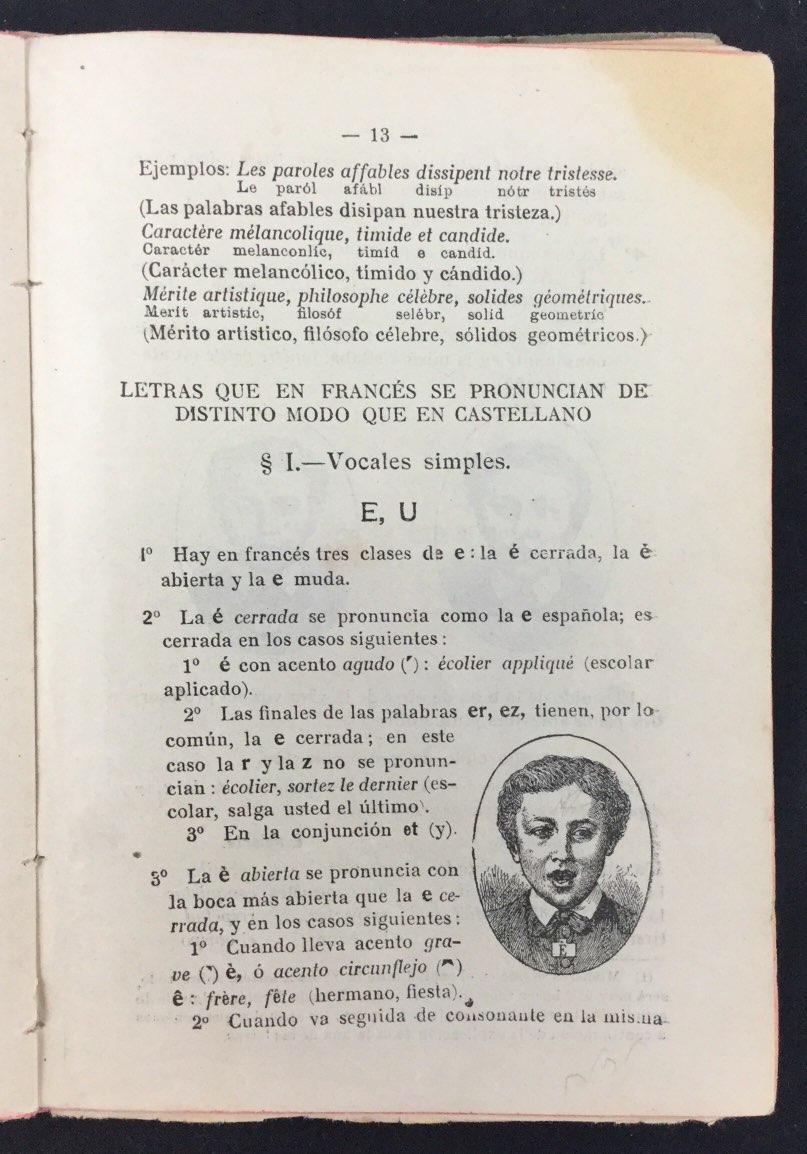 — 13 —
Ejemplos: Les paroles affables dissipent notre tristesse.
Le paról afábl disíp nótr tristés
(Las palabras afables disipan nuestra tristeza.)
Caractère mélancolique, timide et candide.
Caractér melanconlíc, timíd e candíd.
(Carácter melancólico, tímido y cándido.)
Mérite artistique, philosophe célèbre, solides géométriques.
Merít artistíc, filosóf selébr, solíd geometríc
(Mérito artístico, filósofo célebre, sólidos geométricos.)
LETRAS QUE EN FRANCÉS SE PRONUNCIAN DE
DISTINTO MODO QUE EN CASTELLANO
§ I.—Vocales simples.
E, U
1º Hay en francés tres clases de e : la é cerrada, la è
abierta y la e muda.
2º La é cerrada se pronuncia como la e española; es
cerrada en los casos siguientes :
1º é con acento agudo (´) : écolier appliqué (escolar
aplicado).
2º Las finales de las palabras er, ez, tienen, por lo
común, la e cerrada ; en este
caso la r y la z no se pronun-
cian : écolier, sortez le dernier (es-
colar, salga usted el último).
3º En la conjunción et (y).
3º La è abierta se pronuncia con
la boca más abierta que la e ce-
rrada, y en los casos siguientes :
1º Cuando lleva acento gra-
ve (`) è, ó acento circunflejo (^)
ê : frère, fête (hermano, fiesta).
2º Cuando va seguida de consonante en la misma
È